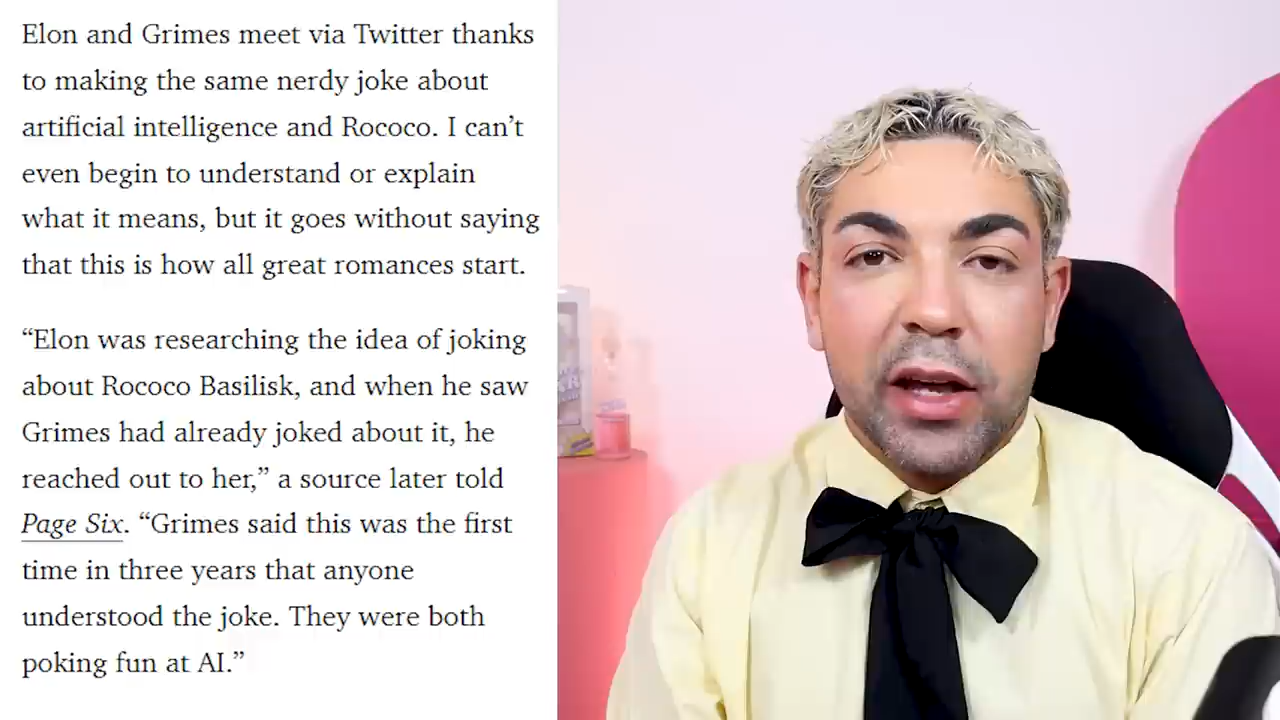 Elon and Grimes meet via Twitter thanks
to making the same nerdy joke about
artificial intelligence and Rococo. I can’t
even begin to understand or explain
what it means, but it goes without saying
that this is how all great romances start.
“Elon was researching the idea of joking
about Rococo Basilisk, and when he saw
Grimes had already joked about it, he
reached out to her,” a source later told
Page Six. “Grimes said this was the first
time in three years that anyone
understood the joke. They were both
poking fun at AI.”